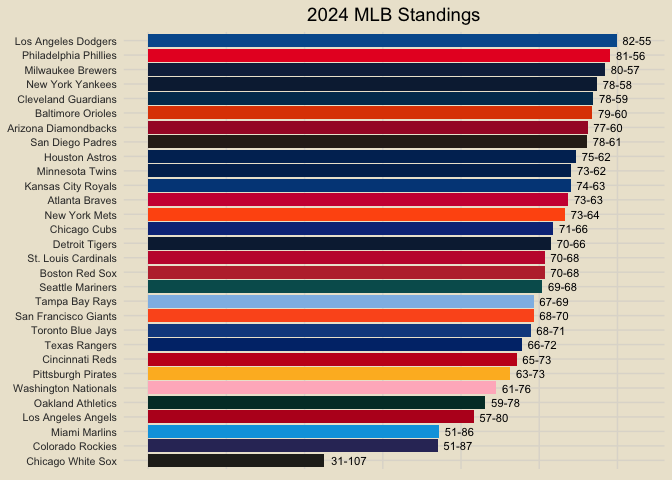 2024 MLB Standings
Los Angeles Dodgers 82-55
Philadelphia Phillies 81-56
Milwaukee Brewers 80-57
New York Yankees 78-58
Cleveland Guardians 78-59
Baltimore Orioles 79-60
Arizona Diamondbacks 77-60
San Diego Padres 78-61
Houston Astros 75-62
Minnesota Twins 73-62
Kansas City Royals 74-63
Atlanta Braves 73-63
New York Mets 73-64
Chicago Cubs 71-66
Detroit Tigers 70-66
St. Louis Cardinals 70-68
Boston Red Sox 70-68
Seattle Mariners 69-68
Tampa Bay Rays 67-69
San Francisco Giants 68-70
Toronto Blue Jays 68-71
Texas Rangers 66-72
Cincinnati Reds 65-73
Pittsburgh Pirates 63-73
Washington Nationals 61-76
Oakland Athletics 59-78
Los Angeles Angels 57-80
Miami Marlins 51-86
Colorado Rockies 51-87
Chicago White Sox 31-107